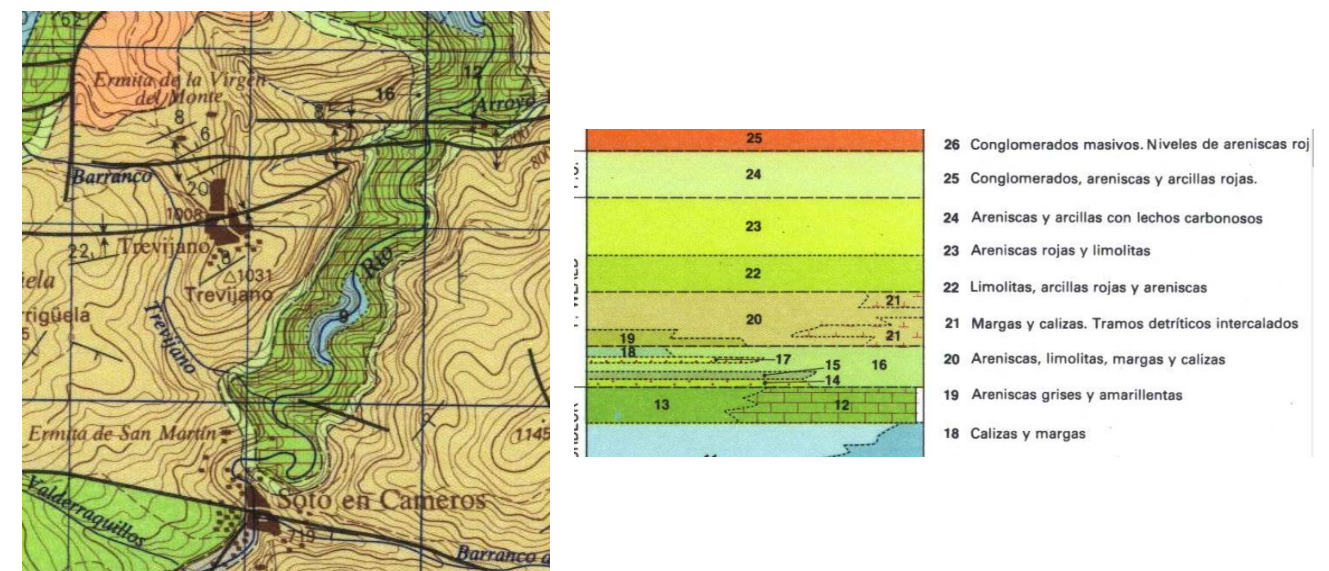 Ermita de la Virgen
del Monte
8
6
8
16
12
Arroyo
800
Barranco
20
1008
Trevijano
22
8
△1031
Trevijano
Río
9
Trevijano
Ermita de San Martín
1145
Valderraquillos
Soto en Cameros
719
Barranco
25
24
23
22
21
20
21
19
18
17
15
16
14
13
12
11
26 Conglomerados masivos. Niveles de areniscas roj
25 Conglomerados, areniscas y arcillas rojas.
24 Areniscas y arcillas con lechos carbonosos
23 Areniscas rojas y limolitas
22 Limolitas, arcillas rojas y areniscas
21 Margas y calizas. Tramos detríticos intercalados
20 Areniscas, limolitas, margas y calizas
19 Areniscas grises y amarillentas
18 Calizas y margas